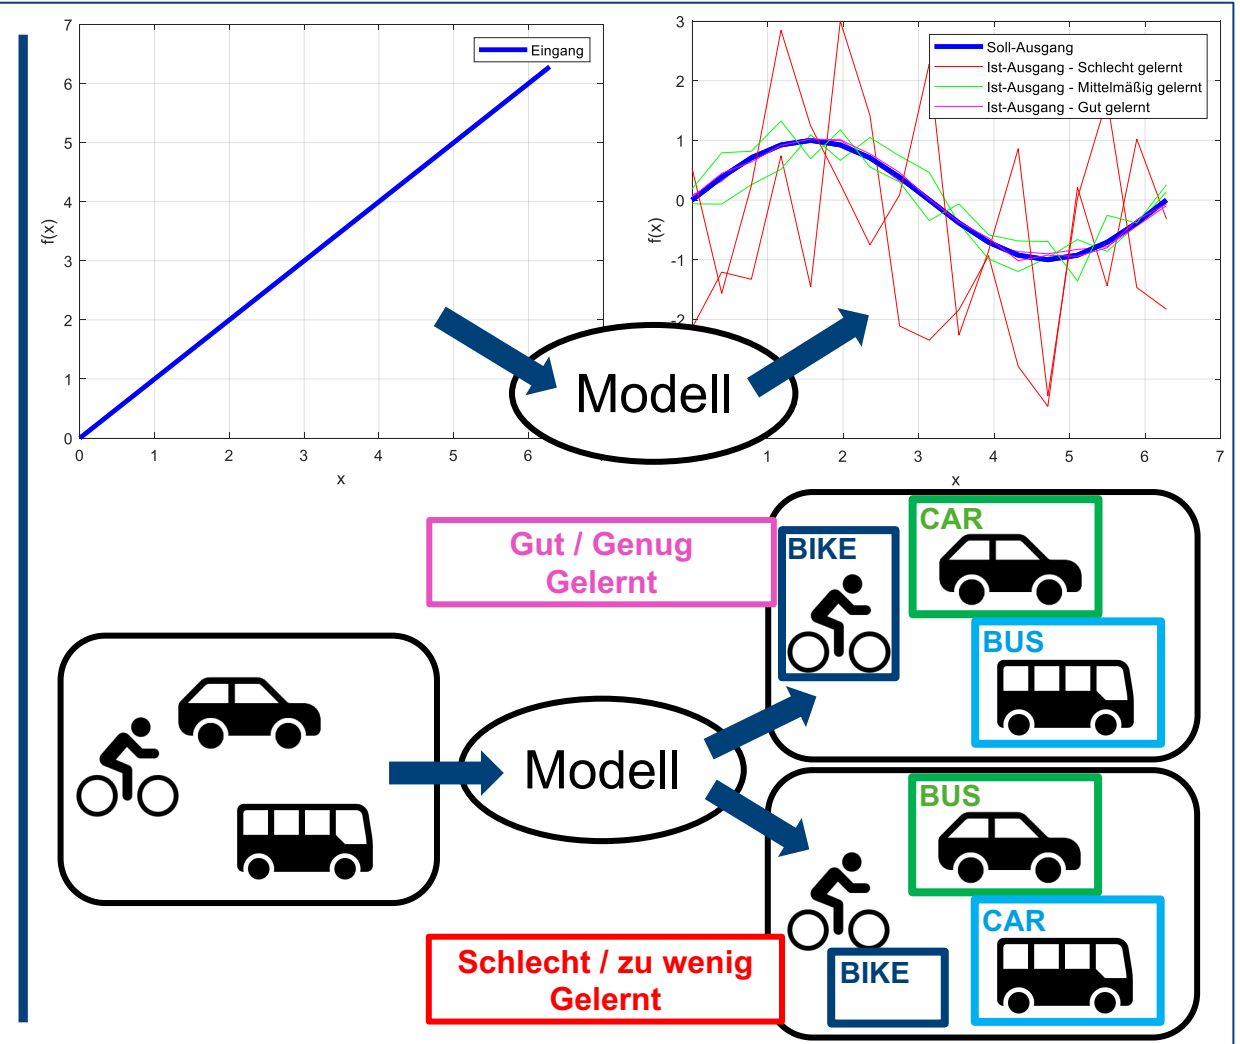 7
6
5
4
3
2
1
0
f(x)
Eingang
0
1
2
3
4
5
6
x
3
2
1
0
-1
-2
f(x)
Soll-Ausgang
Ist-Ausgang - Schlecht gelernt
Ist-Ausgang - Mittelmäßig gelernt
Ist-Ausgang - Gut gelernt
1
2
3
4
5
6
7
x
Modell
Gut / Genug
Gelernt
BIKE
CAR
BUS
Modell
Schlecht / zu wenig
Gelernt
BUS
CAR
BIKE